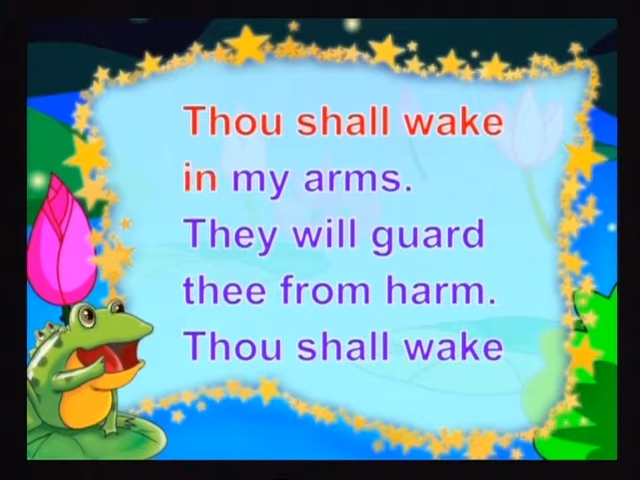 Thou shall wake
in my arms.
They will guard
thee from harm.
Thou shall wake